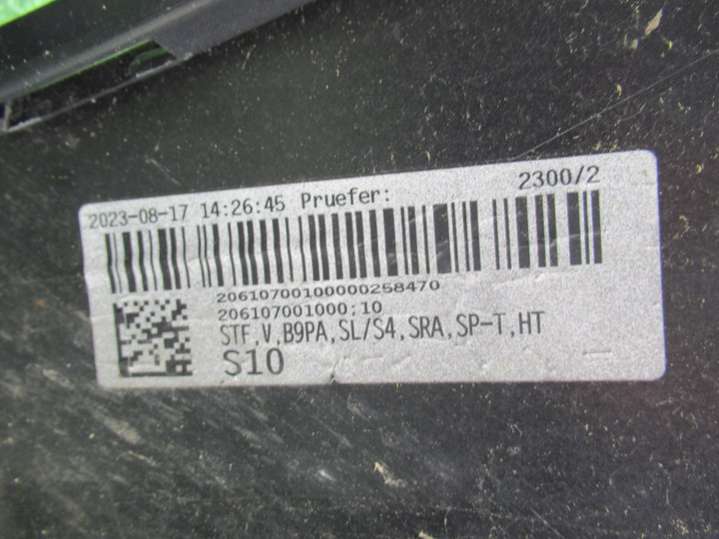 2023-08-17 14:26:45 Pruefer: 2300/2
20610700100000258470
206107001000;10
STF,V,B9PA,SL/S4,SRA,SP-T,HT
S10